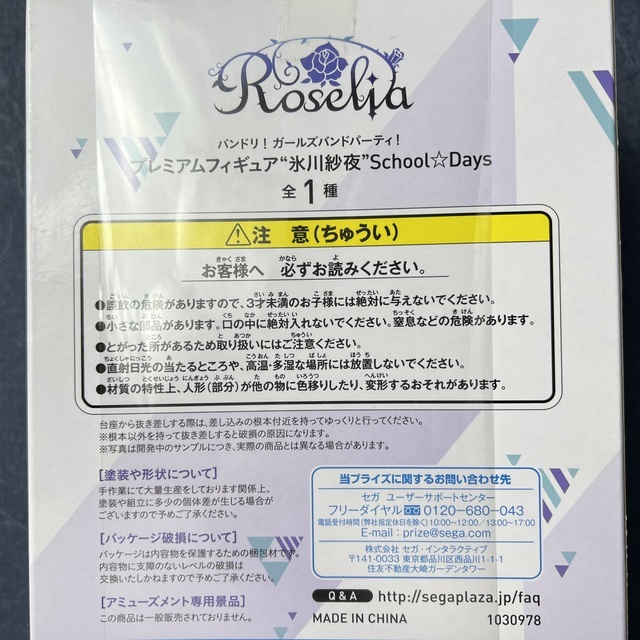 Roselia
バンドリ！ ガールズバンドパーティ！
プレミアムフィギュア“氷川紗夜”School☆Days
全1種
注 意（ちゅうい）
お客様へ 必ずお読みください。
●誤飲の危険がありますので、3才未満のお子様には絶対に与えないでください。
●小さな部品があります。口の中に絶対入れないでください。窒息などの危険があります。
●とがった所があるため取り扱いにはご注意ください。
●直射日光の当たるところや、高温・多湿な場所には放置しないでください。
●材質の特性上、人形（部分）が他の物に色移りしたり、変形するおそれがあります。
台座から抜き差しする際は、差し込みの根本付近を持ってゆっくりと行ってください。
※根本以外を持って抜き差しすると破損の原因になります。
※写真は開発中のサンプルにつき、実際の商品とは異なる場合があります。
［塗装や形状について］
手作業にて大量生産をしております関係上、
塗装や組立に多少の個体差が生じる場合が
ございますので予めご了承ください。
［パッケージ破損について］
パッケージは内容物を保護するための梱包材です。
内容物に支障のないレベルの破損は
交換いたしかねますので予めご了承ください。
［アミューズメント専用景品］
この商品は一般販売されておりません。
当プライズに関するお問い合わせ先
セガ ユーザーサポートセンター
フリーダイヤル 0120-680-043
電話受付時間（弊社指定休日を除く）10:00～12:00／13:00～17:00
E-mail : prize@sega.com
株式会社 セガ・インタラクティブ
〒141-0033 東京都品川区西品川1-1-1
住友不動産大崎ガーデンタワー
Q & A http://segaplaza.jp/faq
MADE IN CHINA 1030978